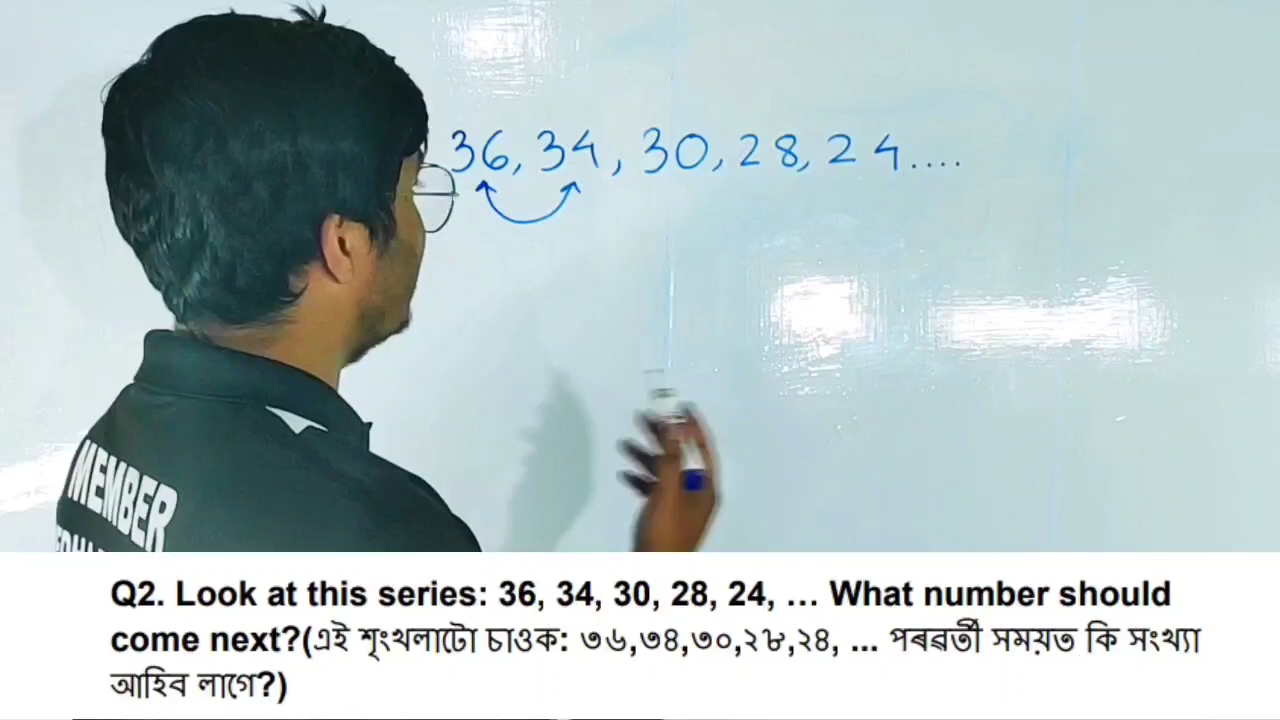 36, 34, 30, 28, 24....
MEMBER
Q2. Look at this series: 36, 34, 30, 28, 24, … What number should
come next?(এই শৃংখলাটো চাওক: ৩৬,৩৪,৩০,২৮,২৪, ... পৰৱৰ্তী সময়ত কি সংখ্যা
আহিব লাগে?)